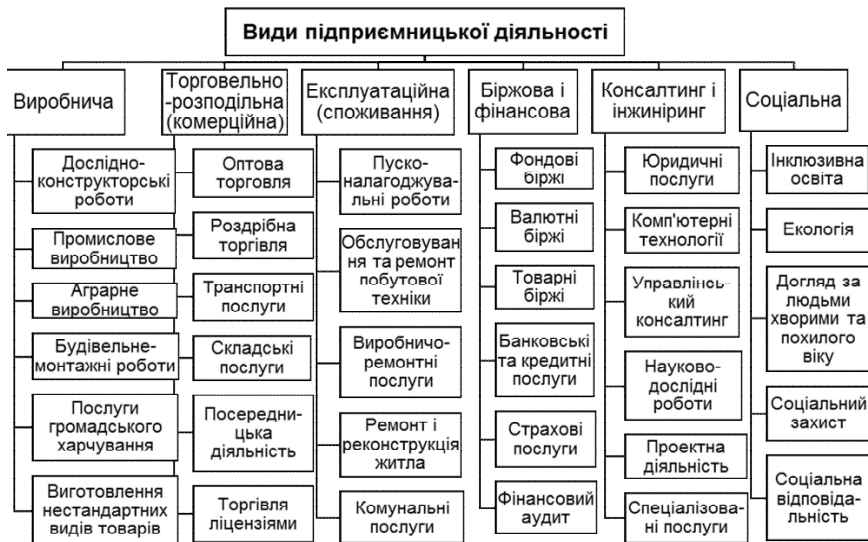 Види підприємницької діяльності
Виробнича
Торговельно
-розподільна
(комерційна)
Експлуатаційна
(споживання)
Біржова і
фінансова
Консалтинг і
інжиніринг
Соціальна
Дослідно-
конструкторські
роботи
Промислове
виробництво
Аграрне
виробництво
Будівельне-
монтажні роботи
Послуги
громадського
харчування
Виготовлення
нестандартних
видів товарів
Оптова
торговля
Роздрібна
торгівля
Транспортні
послуги
Складські
послуги
Посередни-
цька
діяльність
Торгівля
ліцензіями
Пуско-
налагоджува-
льні роботи
Обслуговуван
ня та ремонт
побутової
техніки
Виробничо-
ремонтні
послуги
Ремонт і
реконструкція
житла
Комунальні
послуги
Фондові
біржі
Валютні
біржі
Товарні
біржі
Банковські
та кредитні
послуги
Страхові
послуги
Фінансовий
аудит
Юридичні
послуги
Комп'ютерні
технології
Управлінсь-
кий
консалтинг
Науково-
дослідні
роботи
Проектна
діяльність
Спеціалізова-
ні послуги
Інклюзивна
освіта
Екологія
Догляд за
людьми
хворими та
похилого
віку
Соціальний
захист
Соціальна
відповіда-
льність